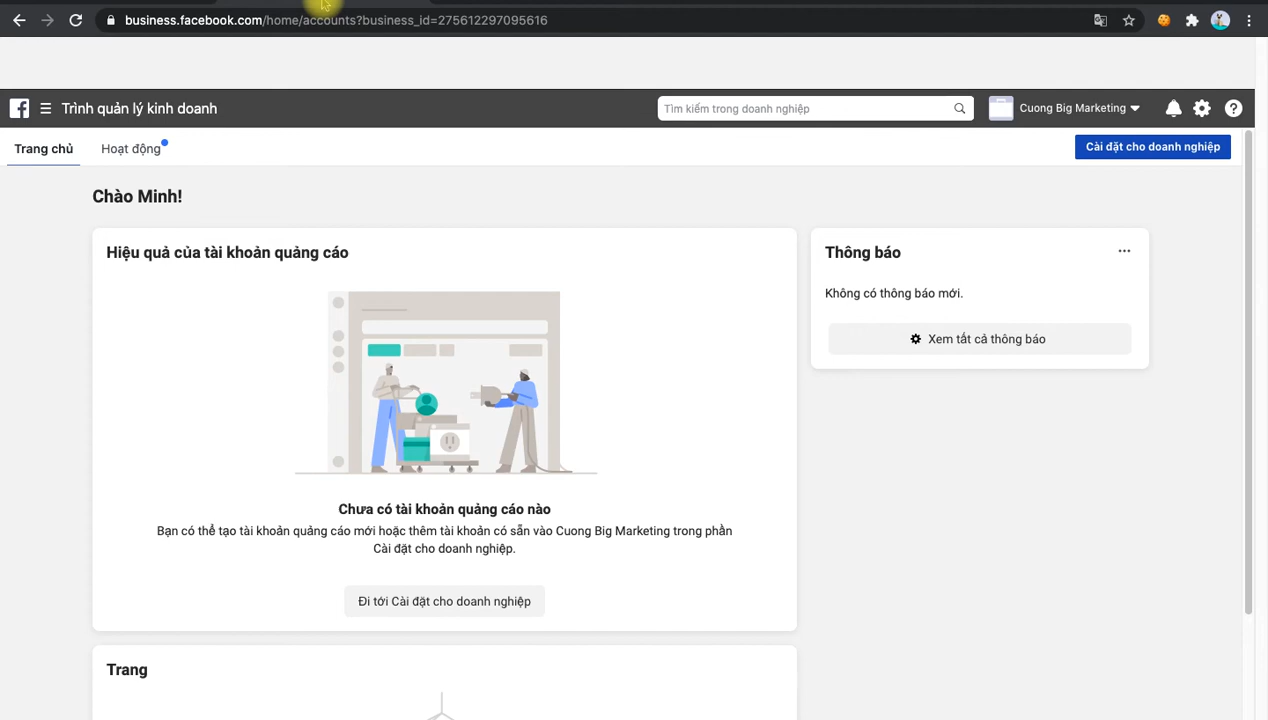 business.facebook.com/home/accounts?business_id=275612297095616
Trình quản lý kinh doanh
Tìm kiếm trong doanh nghiệp
Cuong Big Marketing
Trang chủ
Hoạt động
Cài đặt cho doanh nghiệp
Chào Minh!
Hiệu quả của tài khoản quảng cáo
Thông báo
Không có thông báo mới.
Xem tất cả thông báo
Chưa có tài khoản quảng cáo nào
Bạn có thể tạo tài khoản quảng cáo mới hoặc thêm tài khoản có sẵn vào Cuong Big Marketing trong phần
Cài đặt cho doanh nghiệp.
Đi tới Cài đặt cho doanh nghiệp
Trang